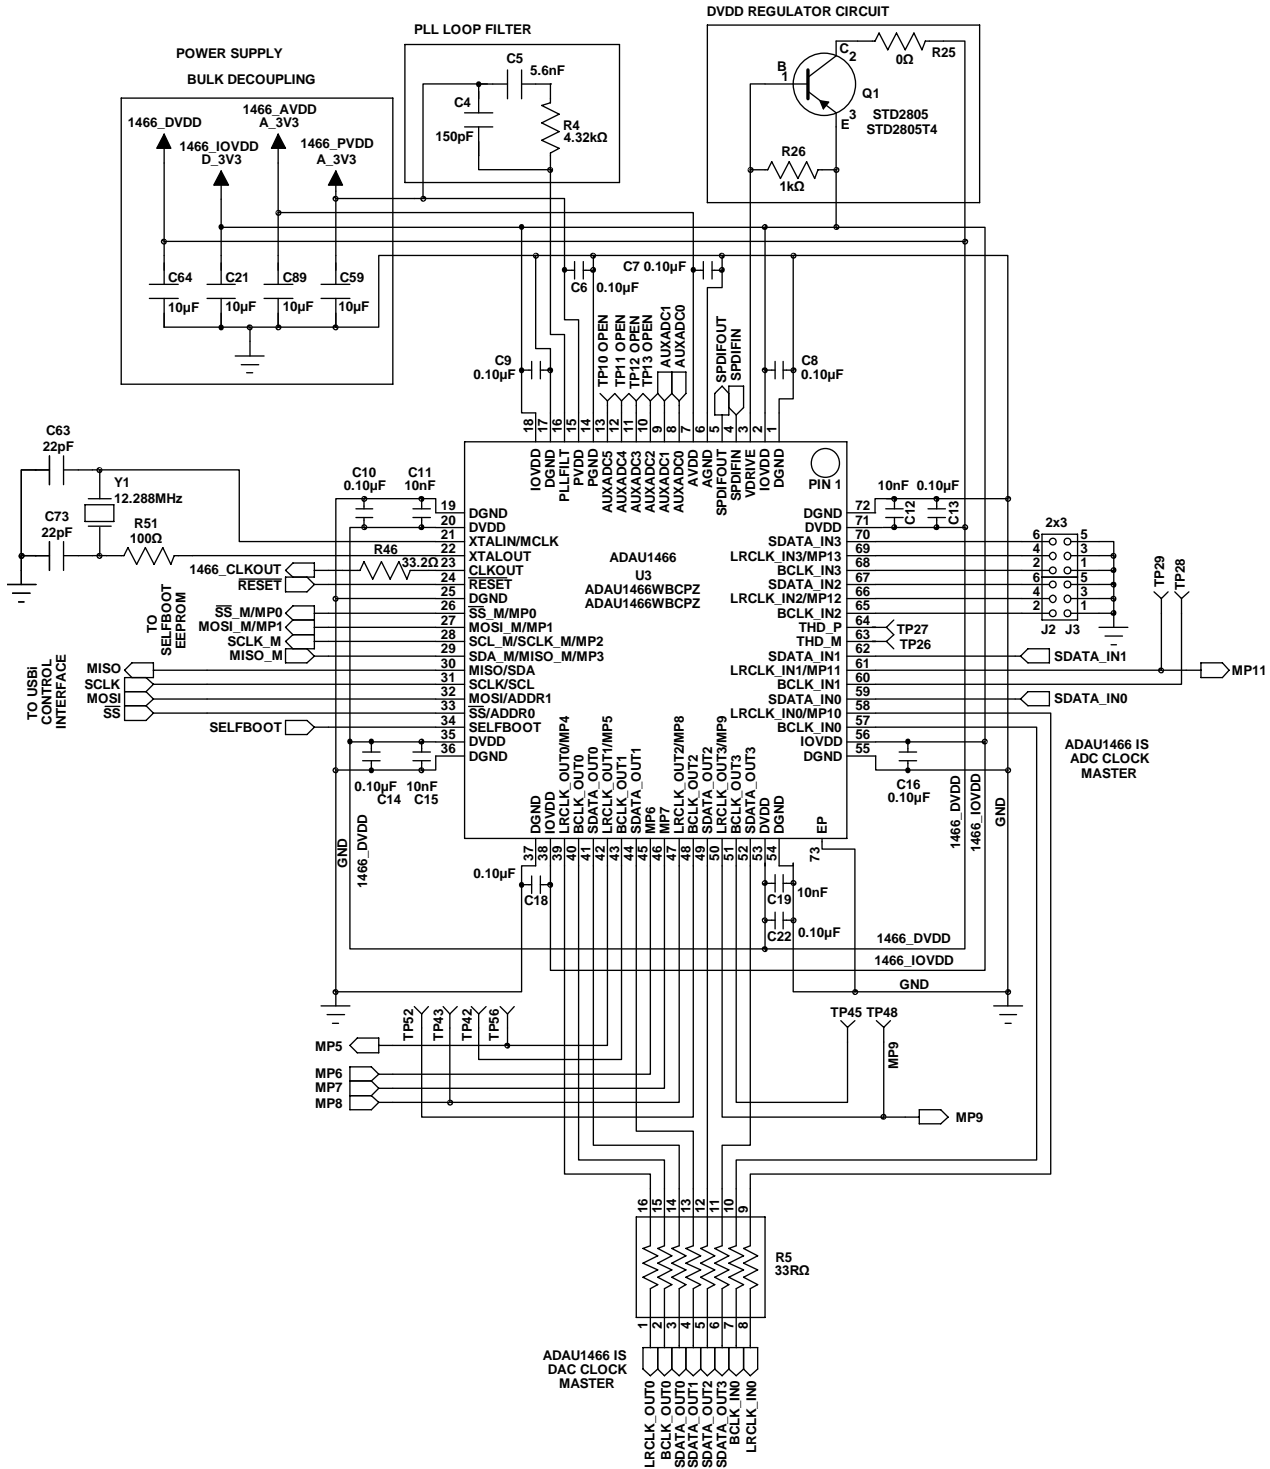 DVDD REGULATOR CIRCUIT
PLL LOOP FILTER
POWER SUPPLY
BULK DECOUPLING
C
2
0Ω
R25
B
1
Q1
STD2805
STD2805T4
3
E
R26
1kΩ
C5
5.6nF
C4
150pF
R4
4.32kΩ
1466_DVDD
1466_IOVDD
D_3V3
1466_AVDD
A_3V3
1466_PVDD
A_3V3
C64
10µF
C21
10µF
C89
10µF
C59
10µF
C6
0.10µF
C7 0.10µF
C9
0.10µF
C8
0.10µF
TP10 OPEN
TP11 OPEN
TP12 OPEN
TP13 OPEN
AUXADC1
AUXADC0
SPDIFOUT
SPDIFIN
18
17
16
15
14
13
12
11
10
9
8
7
6
5
4
3
2
1
IOVDD
DGND
PLLFILT
PVDD
PGND
AUXADC5
AUXADC4
AUXADC3
AUXADC2
AUXADC1
AUXADC0
AVDD
AGND
SPDIFOUT
SPDIFIN
VDRIVE
IOVDD
DGND
PIN 1
C63
22pF
Y1
12.288MHz
C73
22pF
R51
100Ω
C10
0.10µF
C11
10nF
R46
33.2Ω
1466_CLKOUT
RESET
SS_M/MP0
MOSI_M/MP1
SCLK_M
MISO_M
TO
SELFBOOT
EEPROM
MISO
SCLK
MOSI
SS
TO USBi
CONTROL
INTERFACE
SELFBOOT
19 DGND
20 DVDD
21 XTALIN/MCLK
22 XTALOUT
23 CLKOUT
24 RESET
25 DGND
26 SS_M/MP0
27 MOSI_M/MP1
28 SCL_M/SCLK_M/MP2
29 SDA_M/MISO_M/MP3
30 MISO/SDA
31 SCLK/SCL
32 MOSI/ADDR1
33 SS/ADDR0
34 SELFBOOT
35 DVDD
36 DGND
ADAU1466
U3
ADAU1466WBCPZ
ADAU1466WBCPZ
DGND 72
DVDD 71
SDATA_IN3 70
LRCLK_IN3/MP13 69
BCLK_IN3 68
SDATA_IN2 67
LRCLK_IN2/MP12 66
BCLK_IN2 65
THD_P 64
THD_M 63
SDATA_IN1 62
LRCLK_IN1/MP11 61
BCLK_IN1 60
SDATA_IN0 59
LRCLK_IN0/MP10 58
BCLK_IN0 57
IOVDD 56
DGND 55
10nF
C12
0.10µF
C13
2x3
6 5
4 3
2 1
6 5
4 3
2 1
J2 J3
TP29
TP28
TP27
TP26
SDATA_IN1
MP11
SDATA_IN0
C16
0.10µF
ADAU1466 IS
ADC CLOCK
MASTER
0.10µF
C14
10nF
C15
GND
1466_DVDD
1466_DVDD
1466_IOVDD
GND
DGND
IOVDD
LRCLK_OUT0/MP4
BCLK_OUT0
SDATA_OUT0
LRCLK_OUT1/MP5
BCLK_OUT1
SDATA_OUT1
MP6
MP7
LRCLK_OUT2/MP8
BCLK_OUT2
SDATA_OUT2
LRCLK_OUT3/MP9
BCLK_OUT3
SDATA_OUT3
DVDD
DGND
EP
37
38
39
40
41
42
43
44
45
46
47
48
49
50
51
52
53
54
73
0.10µF
C18
C19
10nF
C22
0.10µF
1466_DVDD
1466_IOVDD
GND
TP52
TP43
TP42
TP56
TP45
TP48
MP9
MP5
MP6
MP7
MP8
MP9
16
15
14
13
12
11
10
9
R5
33RΩ
1
2
3
4
5
6
7
8
ADAU1466 IS
DAC CLOCK
MASTER
LRCLK_OUT0
BCLK_OUT0
SDATA_OUT0
SDATA_OUT1
SDATA_OUT2
SDATA_OUT3
BCLK_IN0
LRCLK_IN0